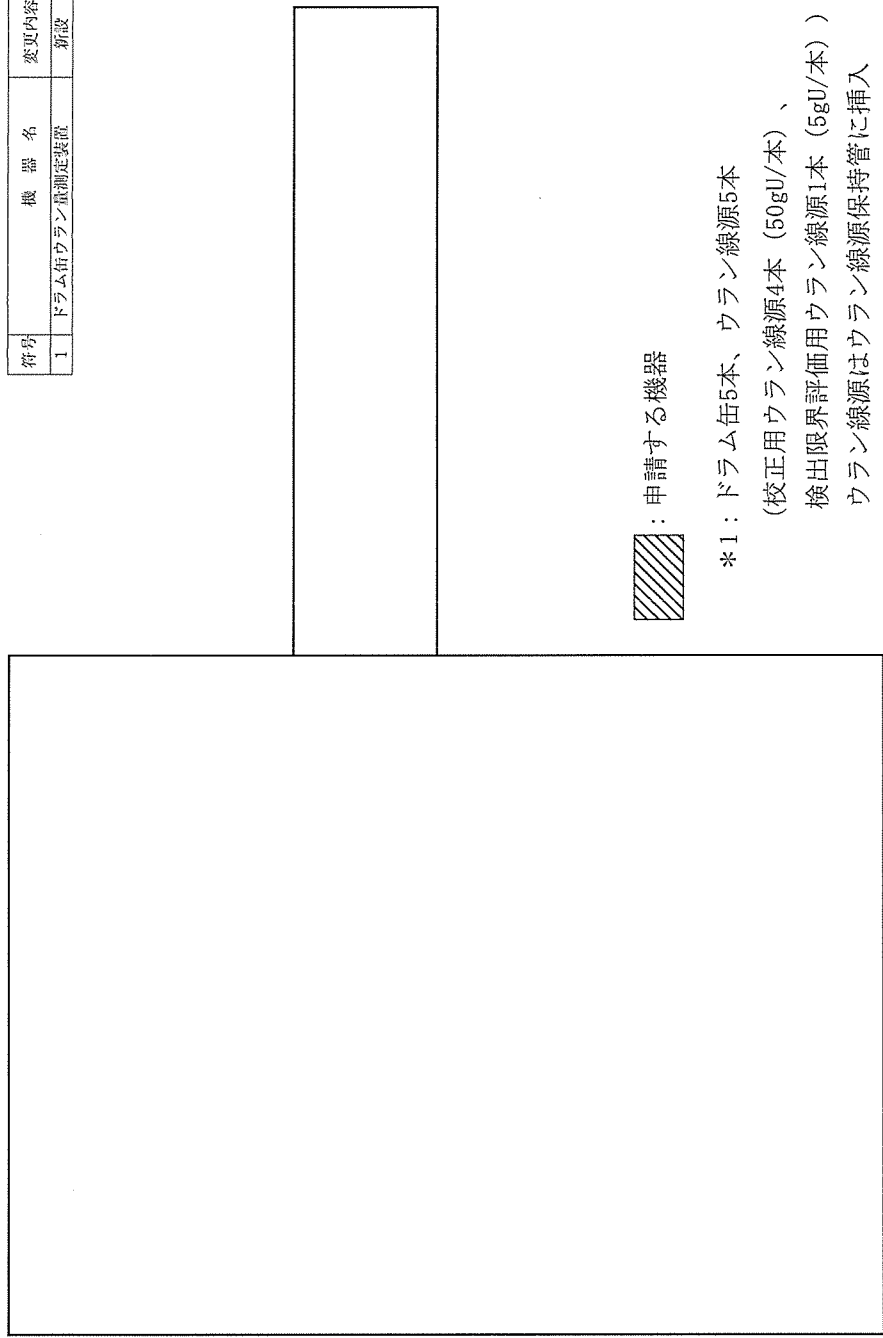 符号 機 器 名 変更内容
1 ドラム缶ウラン量測定装置 新設
：申請する機器
*1：ドラム缶5本、ウラン線源5本
(校正用ウラン線源4本（50gU/本）、
検出限界評価用ウラン線源1本（5gU/本）)
ウラン線源はウラン線源保持管に挿入